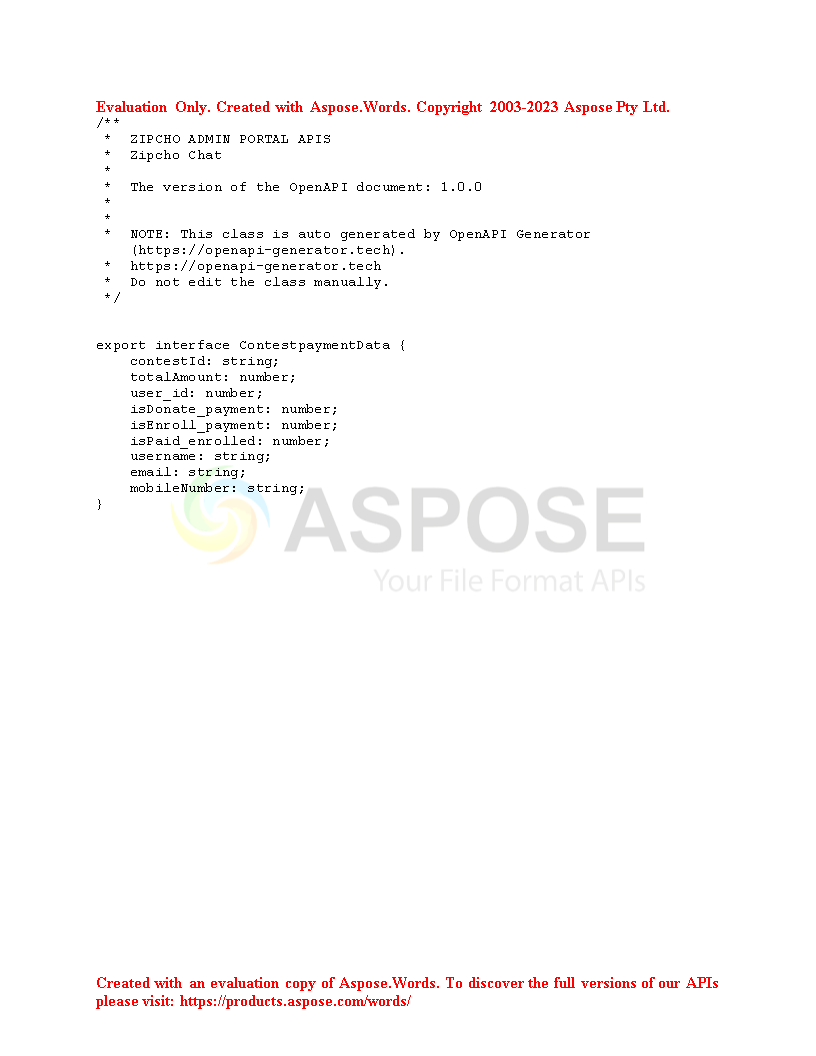 Evaluation Only. Created with Aspose.Words. Copyright 2003-2023 Aspose Pty Ltd.
/**
 * ZIPCHO ADMIN PORTAL APIS
 * Zipcho Chat
 *
 * The version of the OpenAPI document: 1.0.0
 *
 *
 * NOTE: This class is auto generated by OpenAPI Generator
(https://openapi-generator.tech).
 * https://openapi-generator.tech
 * Do not edit the class manually.
 */
export interface ContestpaymentData {
    contestId: string;
    totalAmount: number;
    user_id: number;
    isDonate_payment: number;
    isEnroll_payment: number;
    isPaid_enrolled: number;
    username: string;
    email: string;
    mobileNumber: string;
}
ASPOSE
Your File Format APIs
Created with an evaluation copy of Aspose.Words. To discover the full versions of our APIs
please visit: https://products.aspose.com/words/